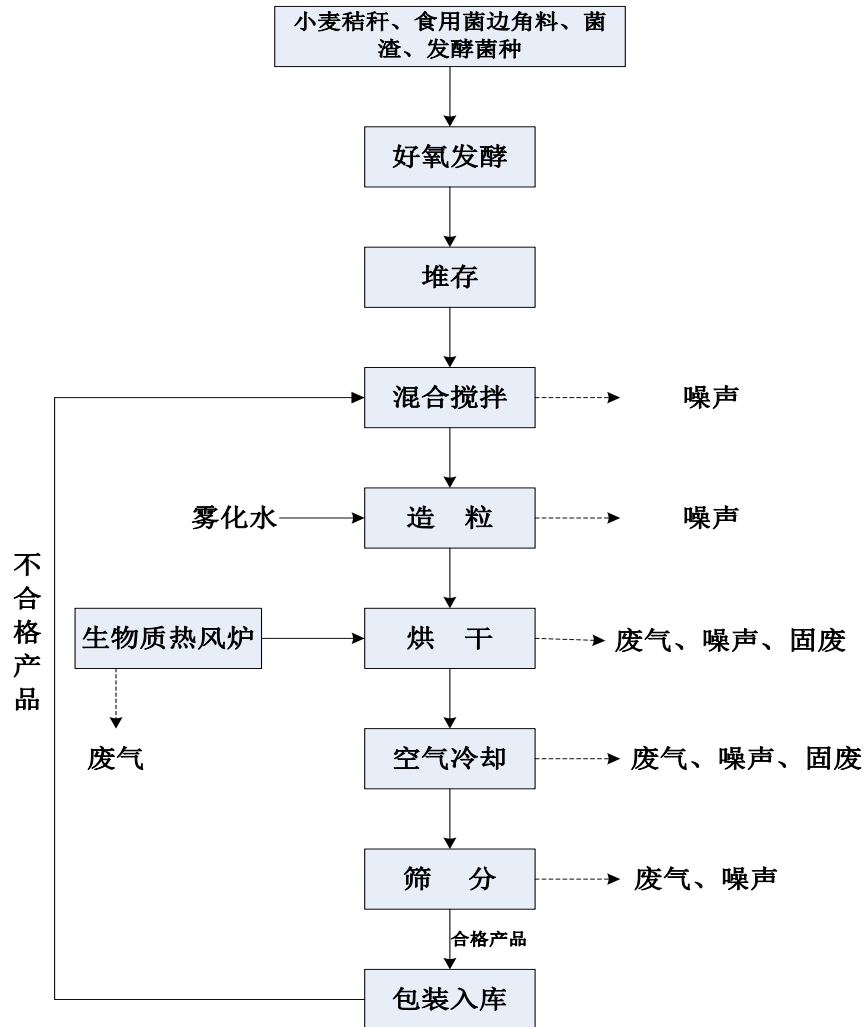 小麦秸秆、食用菌边角料、菌
渣、发酵菌种
好氧发酵
堆存
混合搅拌
噪声
雾化水
造 粒
噪声
不合格产品
生物质热风炉
烘 干
废气、噪声、固废
废气
空气冷却
废气、噪声、固废
筛 分
废气、噪声
合格产品
包装入库